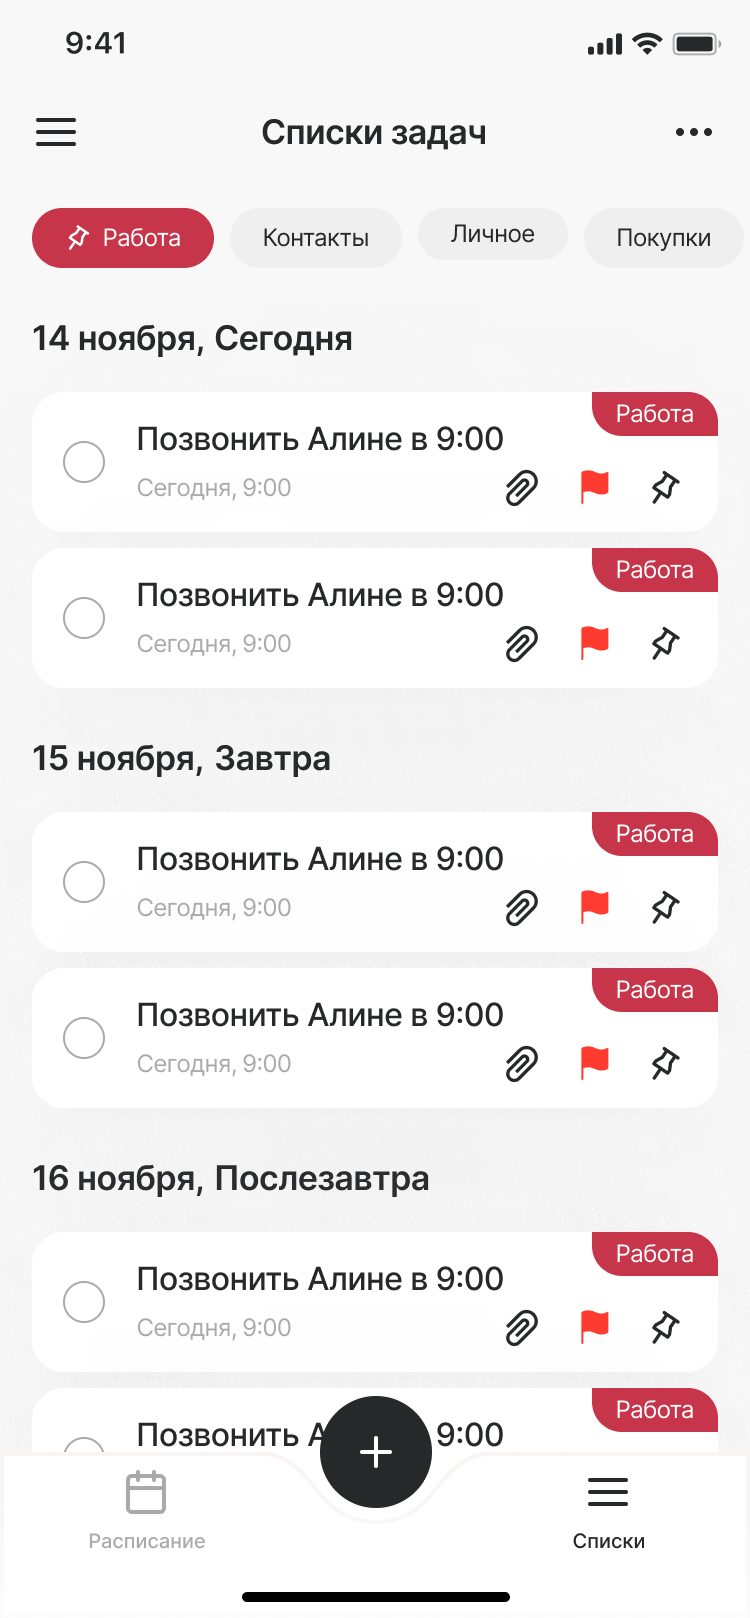 9:41
Списки задач
Работа
Контакты
Личное
Покупки
14 ноября, Сегодня
Работа
Позвонить Алине в 9:00
Сегодня, 9:00
Работа
Позвонить Алине в 9:00
Сегодня, 9:00
15 ноября, Завтра
Работа
Позвонить Алине в 9:00
Сегодня, 9:00
Работа
Позвонить Алине в 9:00
Сегодня, 9:00
16 ноября, Послезавтра
Работа
Позвонить Алине в 9:00
Сегодня, 9:00
Работа
Позвонить А 9:00
Расписание
Списки